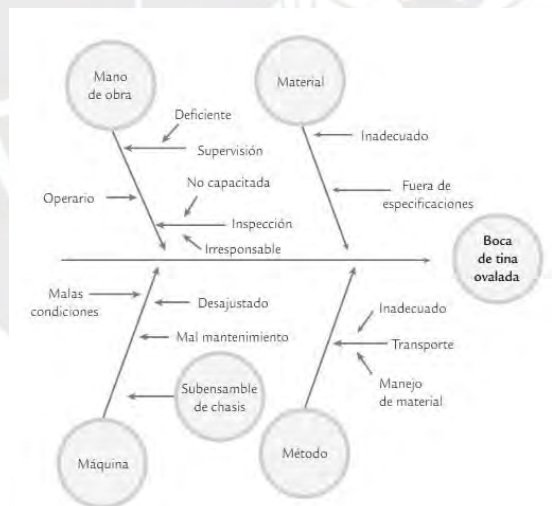 Mano
de obra
Material
Deficiente
Supervisión
Inadecuado
No capacitada
Operario
Fuera de
especificaciones
Inspección
Irresponsable
Boca
de tina
ovalada
Malas
condiciones
Desajustado
Inadecuado
Mal mantenimiento
Transporte
Subensamble
de chasis
Manejo
de material
Máquina
Método